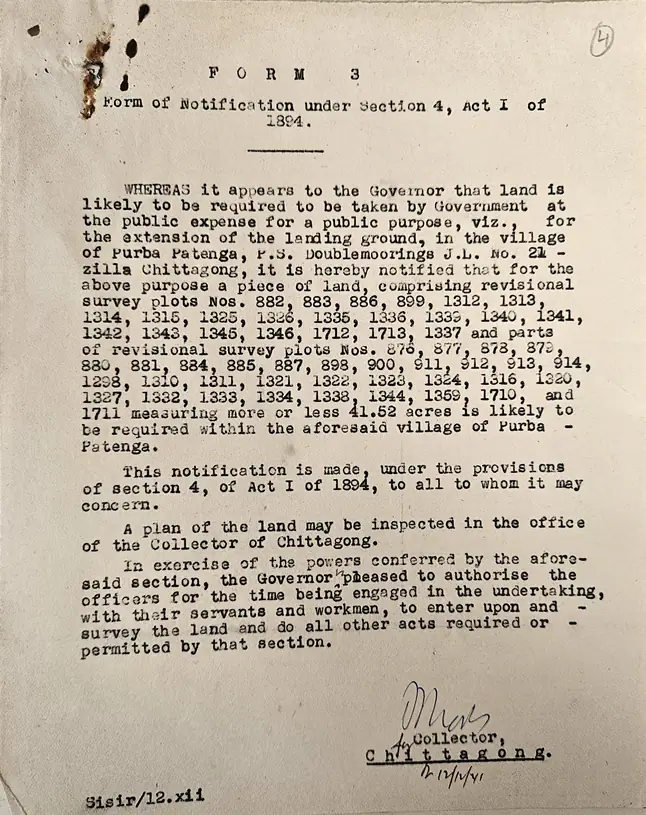 4
F O R M 3
Form of Notification under Section 4, Act I of
1894.
WHEREAS it appears to the Governor that land is
likely to be required to be taken by Government at
the public expense for a public purpose, viz., for
the extension of the landing ground, in the village
of Purba Patenga, P.S. Doublemoorings J.L. No. 21 -
zilla Chittagong, it is hereby notified that for the
above purpose a piece of land, comprising revisional
survey plots Nos. 882, 883, 886, 899, 1312, 1313,
1314, 1315, 1325, 1326, 1335, 1336, 1339, 1340, 1341,
1342, 1343, 1345, 1346, 1712, 1713, 1337 and parts
of revisional survey plots Nos. 876, 877, 878, 879,
880, 881, 884, 885, 887, 898, 900, 911, 912, 913, 914,
1298, 1310, 1311, 1321, 1322, 1323, 1324, 1316, 1320,
1327, 1332, 1333, 1334, 1338, 1344, 1359, 1710, and
1711 measuring more or less 41.52 acres is likely to
be required within the aforesaid village of Purba -
Patenga.
This notification is made, under the provisions
of section 4, of Act I of 1894, to all to whom it may
concern.
A plan of the land may be inspected in the office
of the Collector of Chittagong.
In exercise of the powers conferred by the afore-
said section, the Governor pleased to authorise the
officers for the time being engaged in the undertaking,
with their servants and workmen, to enter upon and -
survey the land and do all other acts required or -
permitted by that section.
for Collector,
Chittagong.
12/12/41
Sisir/12.xii